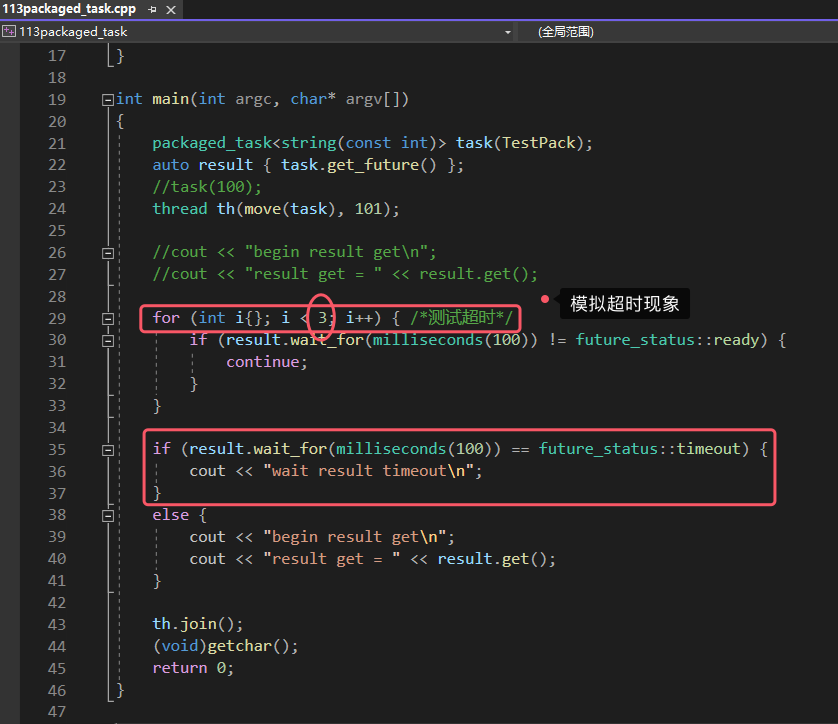 113packaged_task.cpp
113packaged_task (全局范围)
17 }
18
19 int main(int argc, char* argv[])
20 {
21 packaged_task<string(const int)> task(TestPack);
22 auto result { task.get_future() };
23 //task(100);
24 thread th(move(task), 101);
25
26 //cout << "begin result get\n";
27 //cout << "result get = " << result.get();
28 模拟超时现象
29 for (int i{}; i < 3; i++) { /*测试超时*/
30 if (result.wait_for(milliseconds(100)) != future_status::ready) {
31 continue;
32 }
33 }
34
35 if (result.wait_for(milliseconds(100)) == future_status::timeout) {
36 cout << "wait result timeout\n";
37 }
38 else {
39 cout << "begin result get\n";
40 cout << "result get = " << result.get();
41 }
42
43 th.join();
44 (void)getchar();
45 return 0;
46 }
47